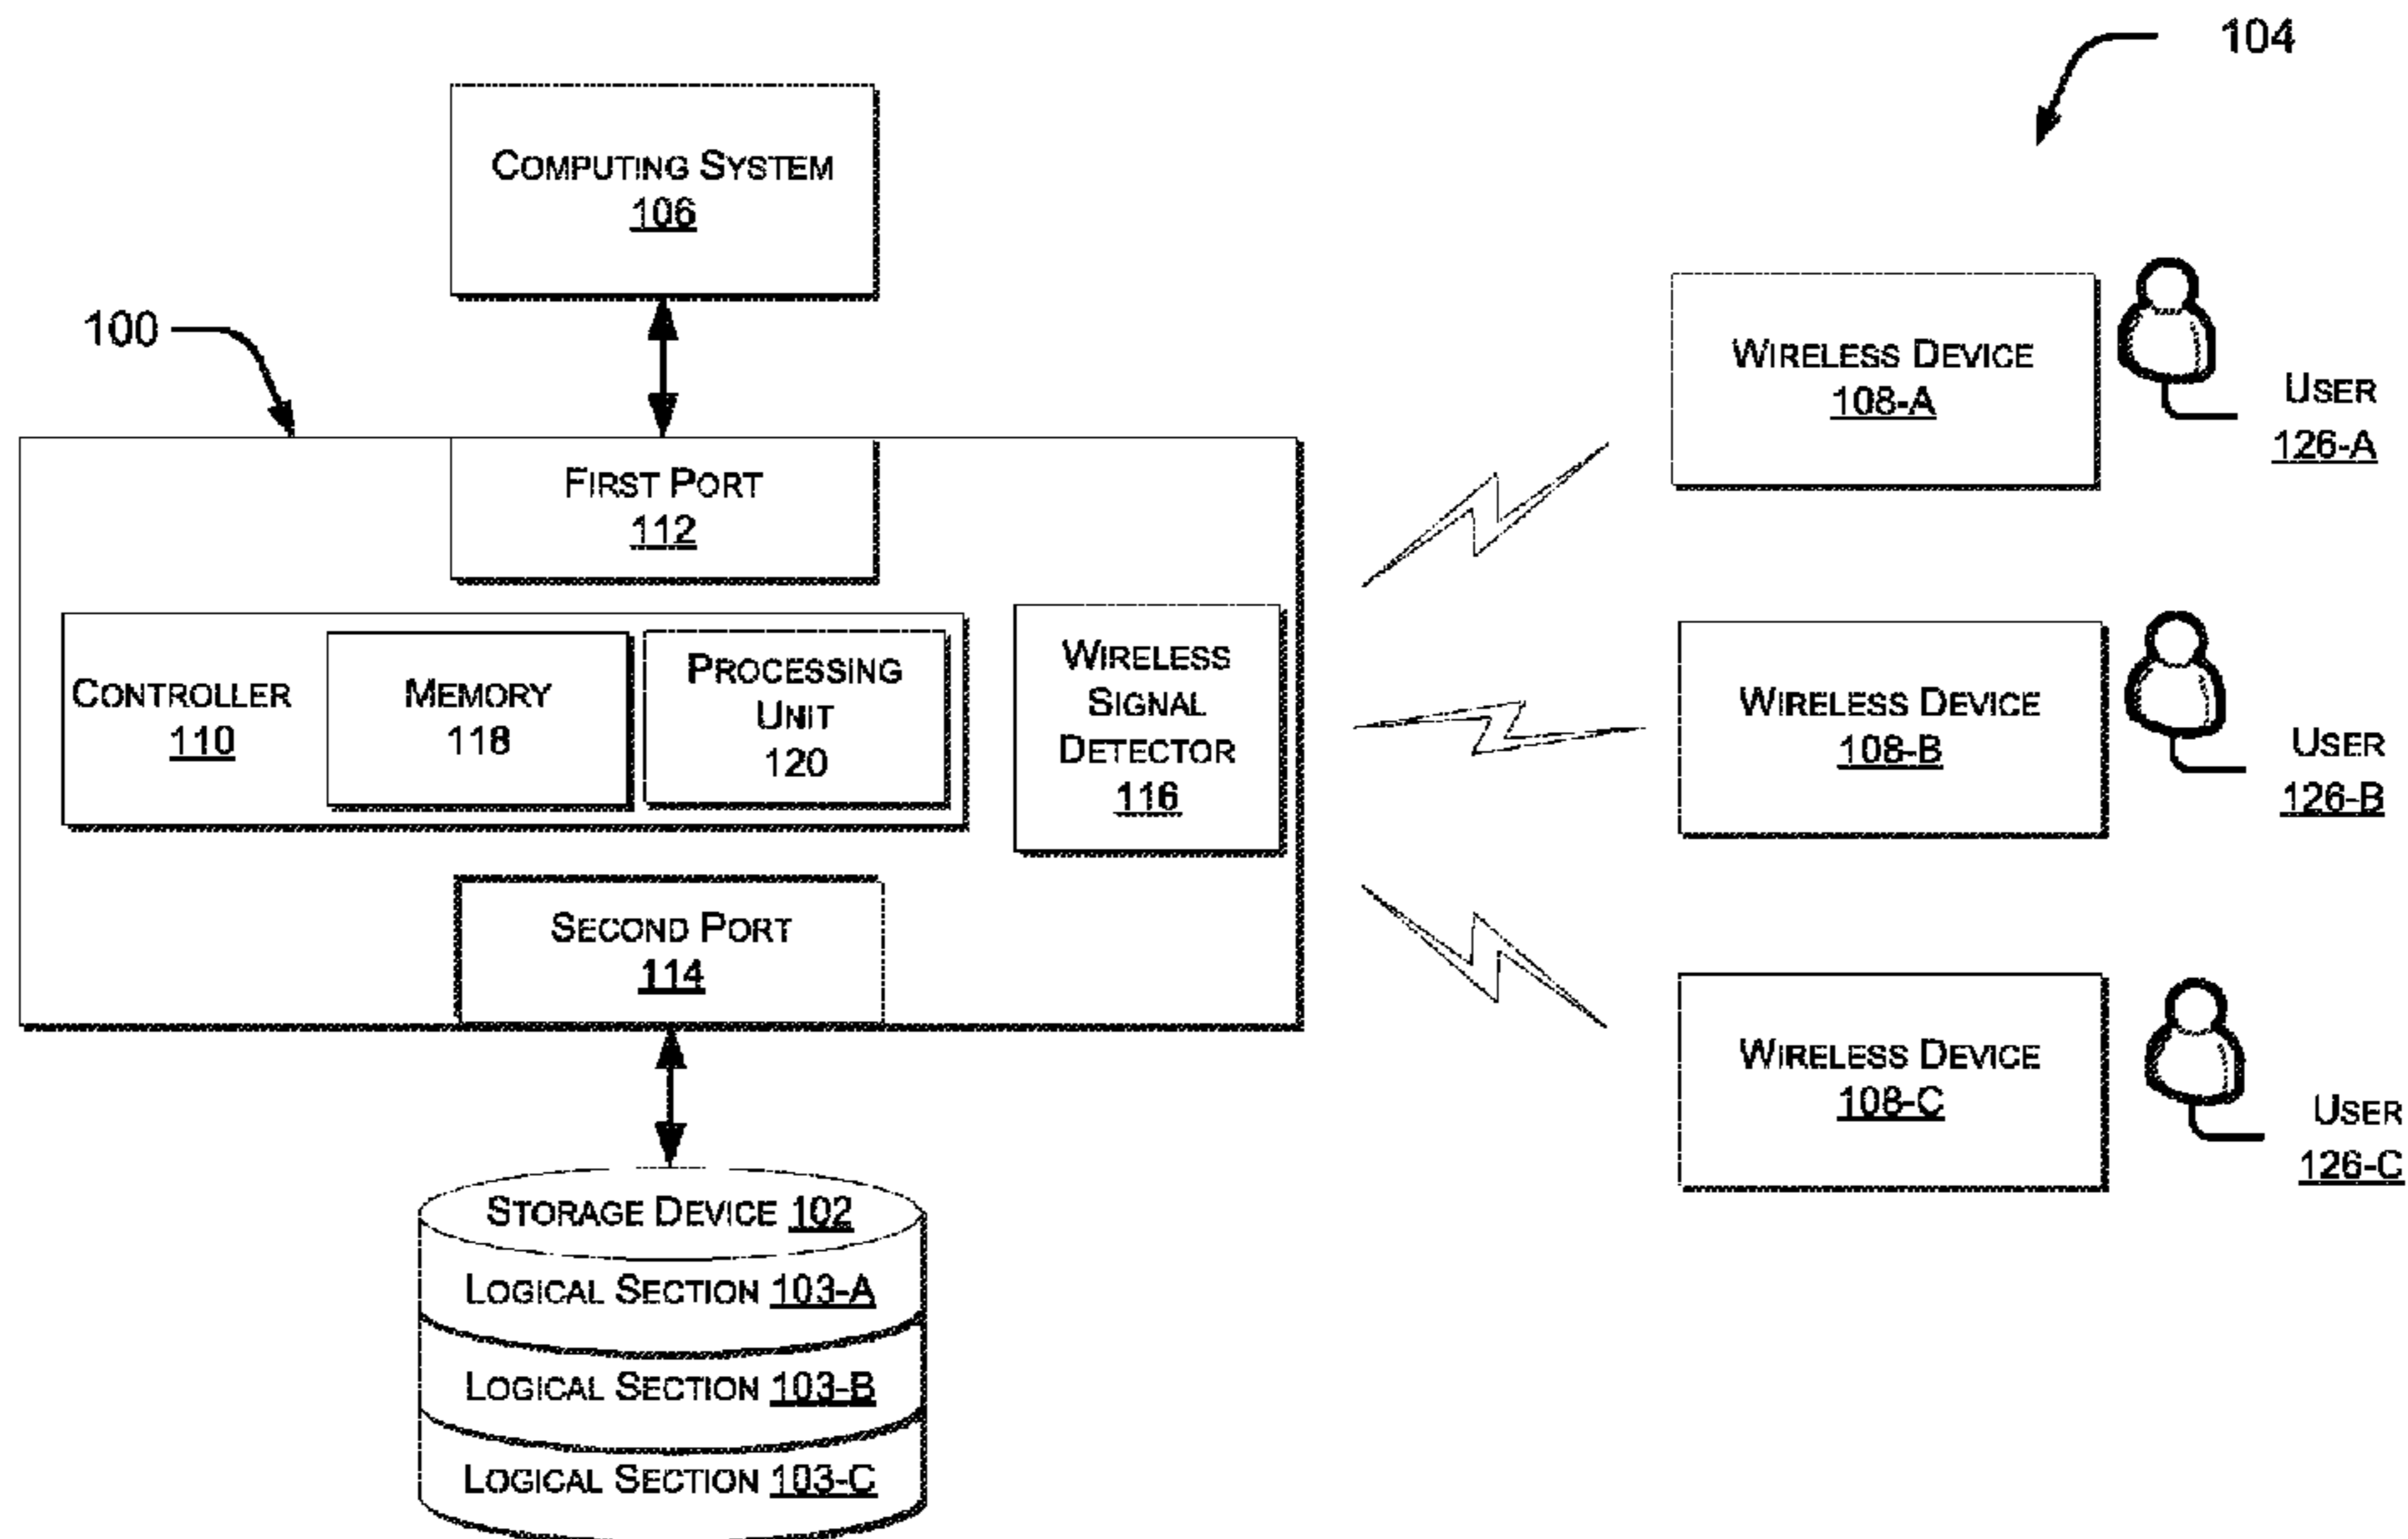 104
COMPUTING SYSTEM
106
100
WIRELESS DEVICE
108-A
USER
126-A
FIRST PORT
112
CONTROLLER
110
MEMORY
118
PROCESSING
UNIT
120
WIRELESS
SIGNAL
DETECTOR
116
WIRELESS DEVICE
108-B
USER
126-B
SECOND PORT
114
WIRELESS DEVICE
108-C
USER
126-C
STORAGE DEVICE 102
LOGICAL SECTION 103-A
LOGICAL SECTION 103-B
LOGICAL SECTION 103-C